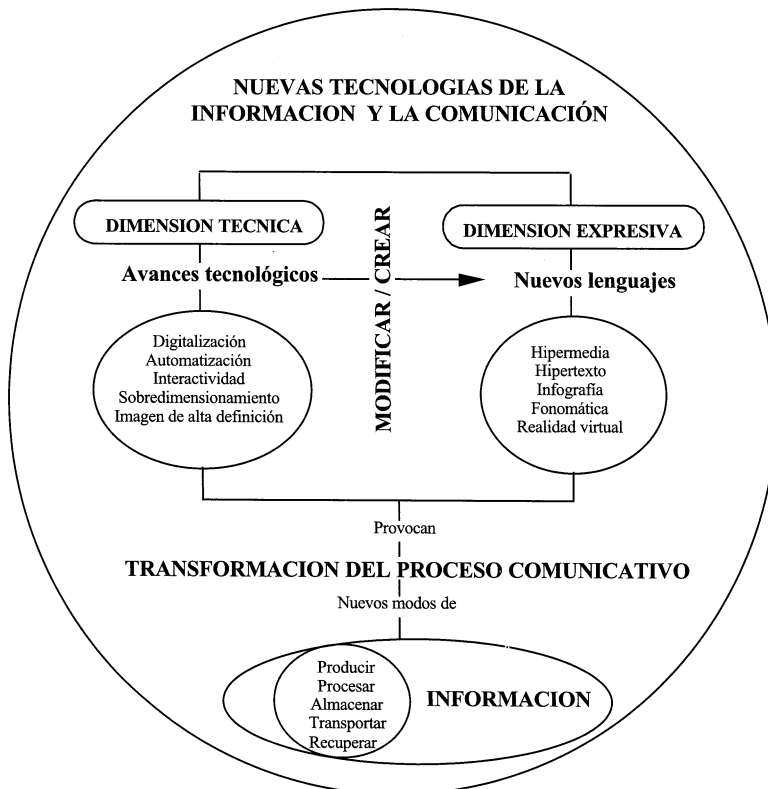 NUEVAS TECNOLOGIAS DE LA
INFORMACION Y LA COMUNICACIÓN
DIMENSION TECNICA
DIMENSION EXPRESIVA
MODIFICAR / CREAR
Avances tecnológicos
Nuevos lenguajes
Digitalización
Automatización
Interactividad
Sobredimensionamiento
Imagen de alta definición
Hipermedia
Hipertexto
Infografía
Fonomática
Realidad virtual
Provocan
TRANSFORMACION DEL PROCESO COMUNICATIVO
Nuevos modos de
Producir
Procesar
Almacenar
Transportar
Recuperar
INFORMACION